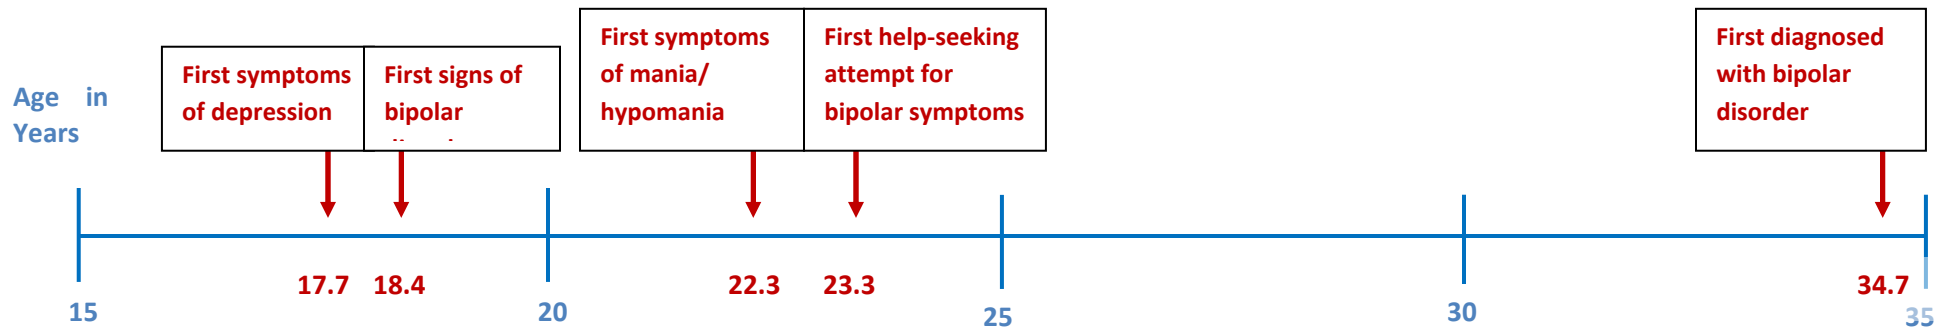 Age in
Years
First symptoms
of depression
First signs of
bipolar
First symptoms
of mania/
hypomania
First help-seeking
attempt for
bipolar symptoms
First diagnosed
with bipolar
disorder
17.7
18.4
22.3
23.3
34.7
15
20
25
30
35